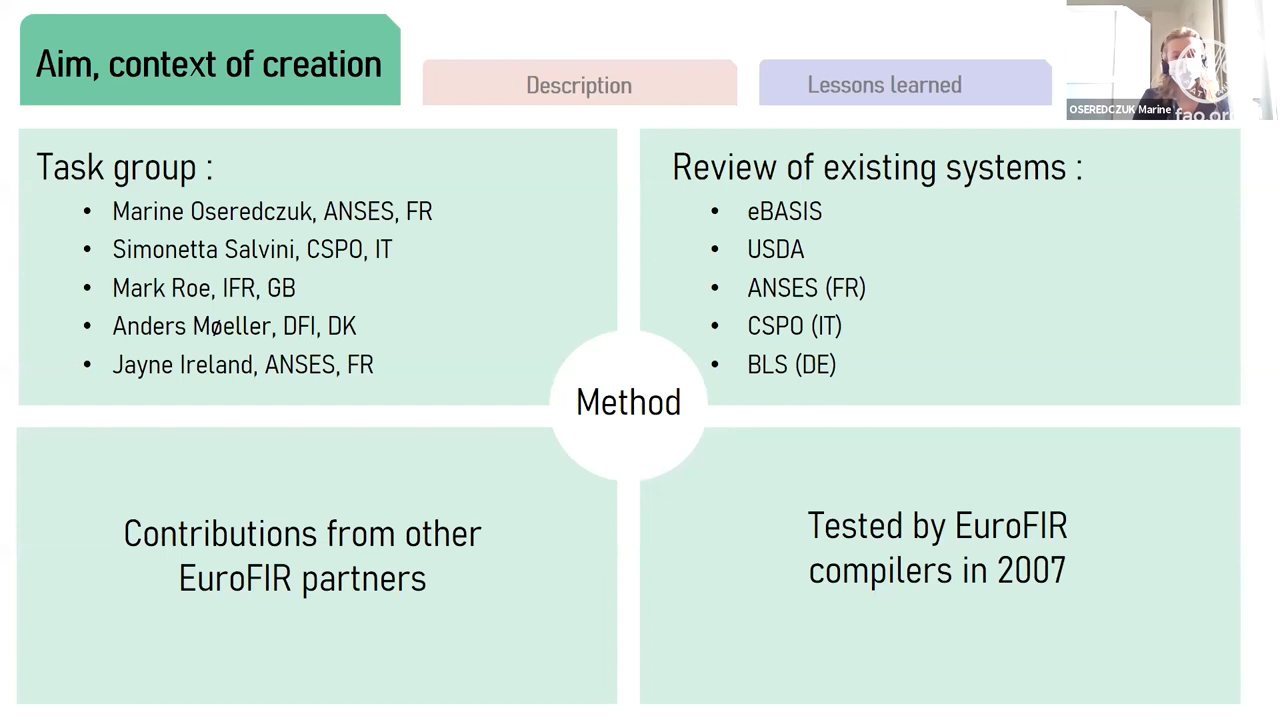 Aim, context of creation
Description
Lessons learned
OSEREDCZUK Marine
fao.org
Task group :
• Marine Oseredczuk, ANSES, FR
• Simonetta Salvini, CSPO, IT
• Mark Roe, IFR, GB
• Anders Møeller, DFI, DK
• Jayne Ireland, ANSES, FR
Review of existing systems :
• eBASIS
• USDA
• ANSES (FR)
• CSPO (IT)
• BLS (DE)
Method
Contributions from other
EuroFIR partners
Tested by EuroFIR
compilers in 2007